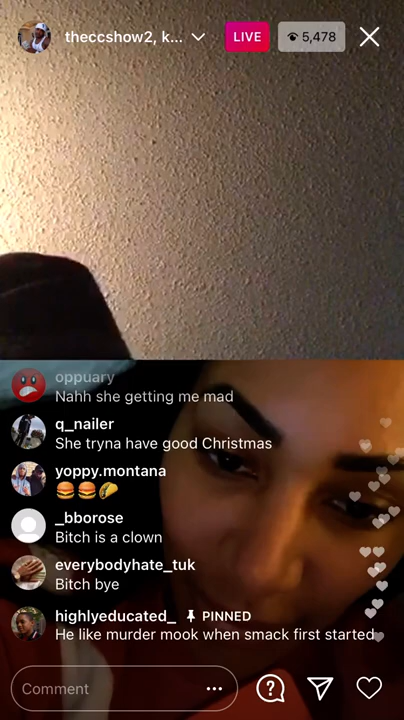 theccshow2, k...
LIVE
5,478
oppuary
Nahh she getting me mad
q_nailer
She tryna have good Christmas
yoppy.montana
🍔🍔🌮
_bborose
Bitch is a clown
everybodyhate_tuk
Bitch bye
highlyeducated_ PINNED
He like murder mook when smack first started
Comment